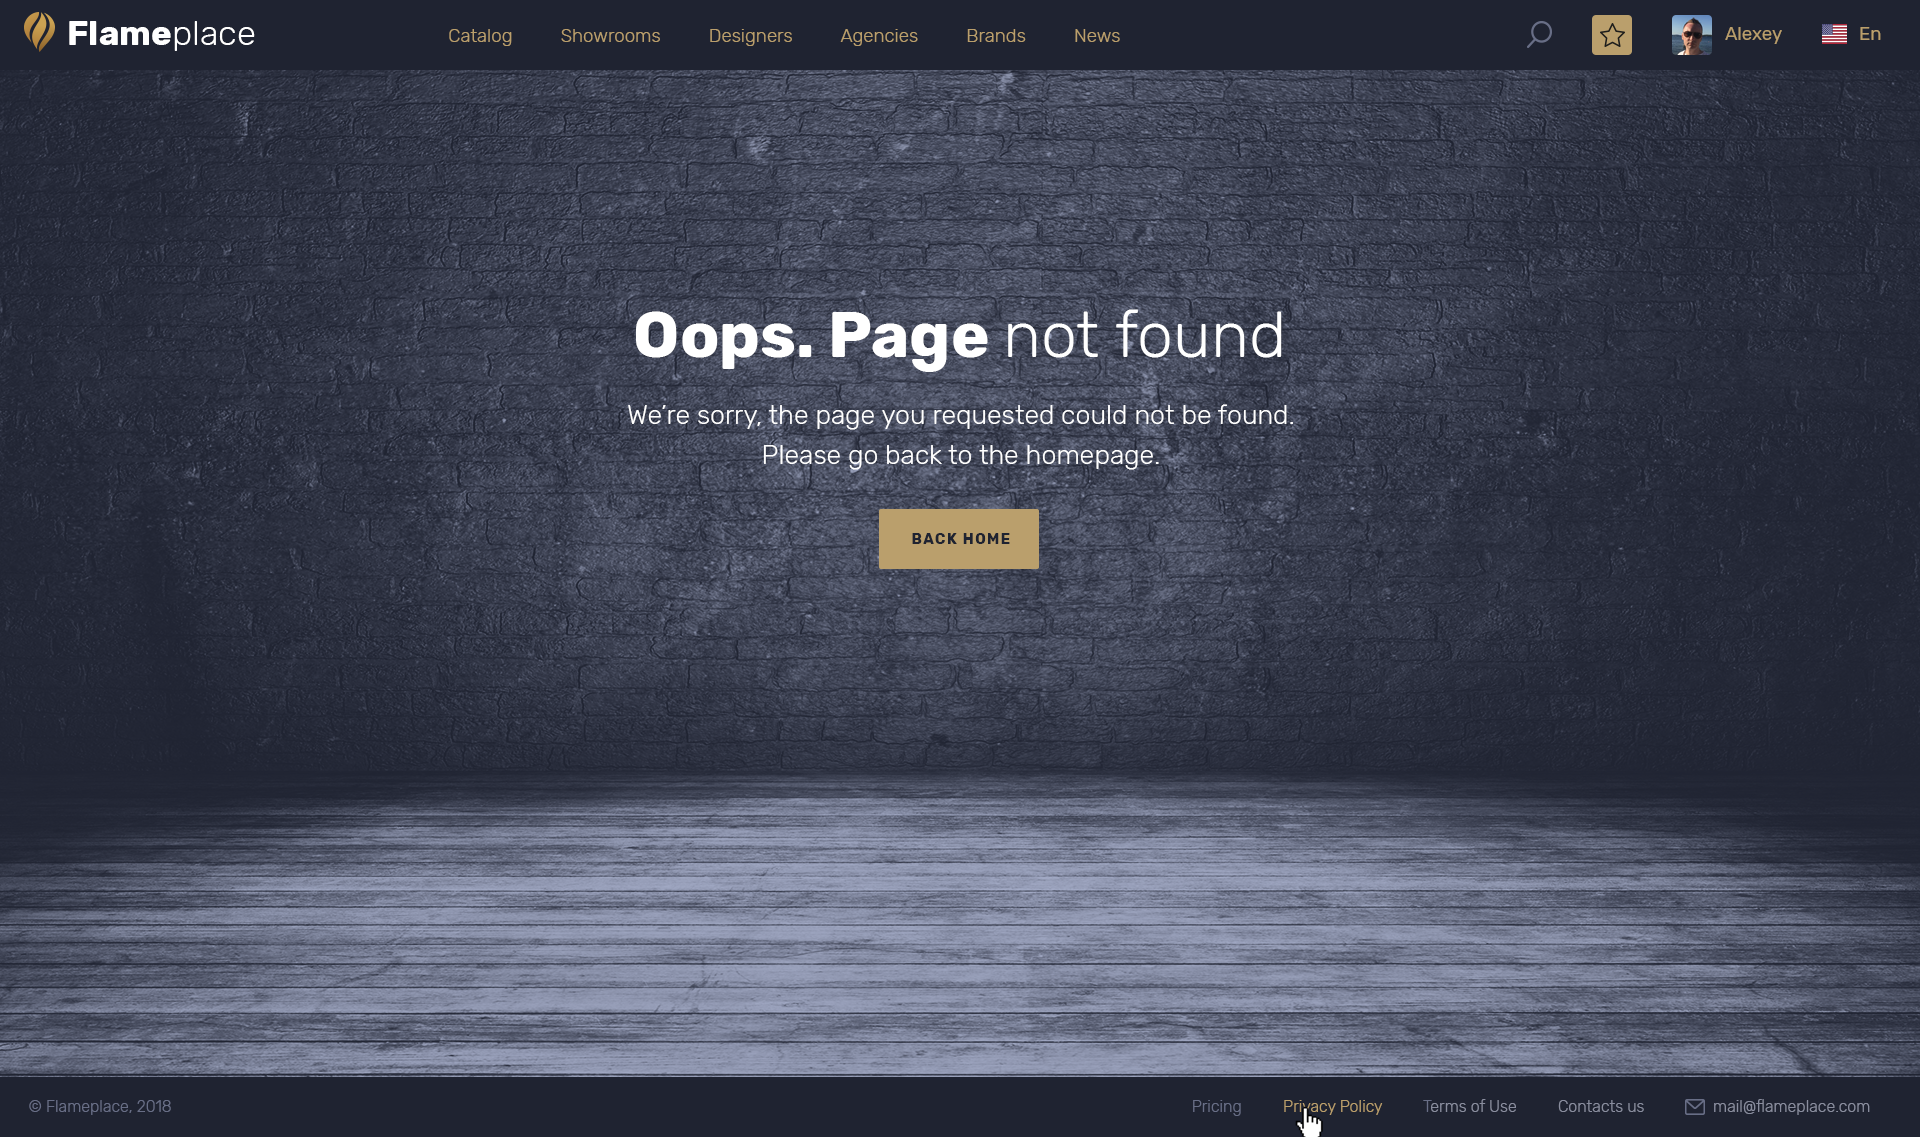 Flameplace
Catalog Showrooms Designers Agencies Brands News
Alexey
En
Oops. Page not found
We’re sorry, the page you requested could not be found.
Please go back to the homepage.
BACK HOME
© Flameplace, 2018
Pricing Privacy Policy Terms of Use Contacts us mail@flameplace.com